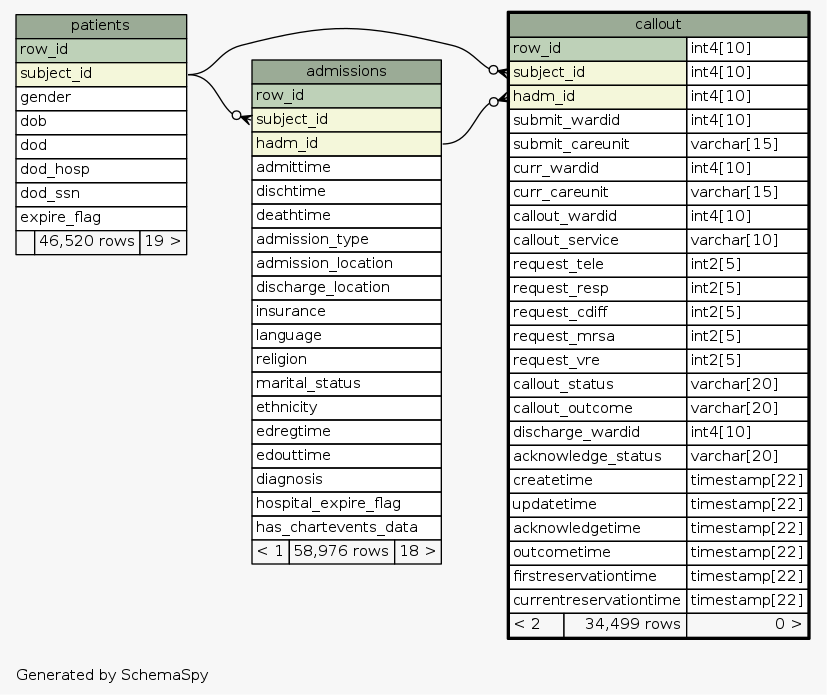 patients
row_id
subject_id
gender
dob
dod
dod_hosp
dod_ssn
expire_flag
46,520 rows 19 >
admissions
row_id
subject_id
hadm_id
admittime
dischtime
deathtime
admission_type
admission_location
discharge_location
insurance
language
religion
marital_status
ethnicity
edregtime
edouttime
diagnosis
hospital_expire_flag
has_chartevents_data
< 1 58,976 rows 18 >
callout
row_id int4[10]
subject_id int4[10]
hadm_id int4[10]
submit_wardid int4[10]
submit_careunit varchar[15]
curr_wardid int4[10]
curr_careunit varchar[15]
callout_wardid int4[10]
callout_service varchar[10]
request_tele int2[5]
request_resp int2[5]
request_cdiff int2[5]
request_mrsa int2[5]
request_vre int2[5]
callout_status varchar[20]
callout_outcome varchar[20]
discharge_wardid int4[10]
acknowledge_status varchar[20]
createtime timestamp[22]
updatetime timestamp[22]
acknowledgetime timestamp[22]
outcometime timestamp[22]
firstreservationtime timestamp[22]
currentreservationtime timestamp[22]
< 2 34,499 rows 0 >
Generated by SchemaSpy